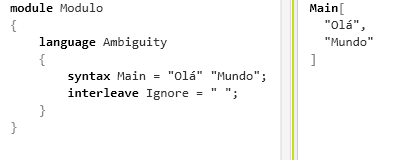 module Modulo
{
language Ambiguity
{
syntax Main = "Olá" "Mundo";
interleave Ignore = " ";
}
}
Main[
"Olá",
"Mundo"
]